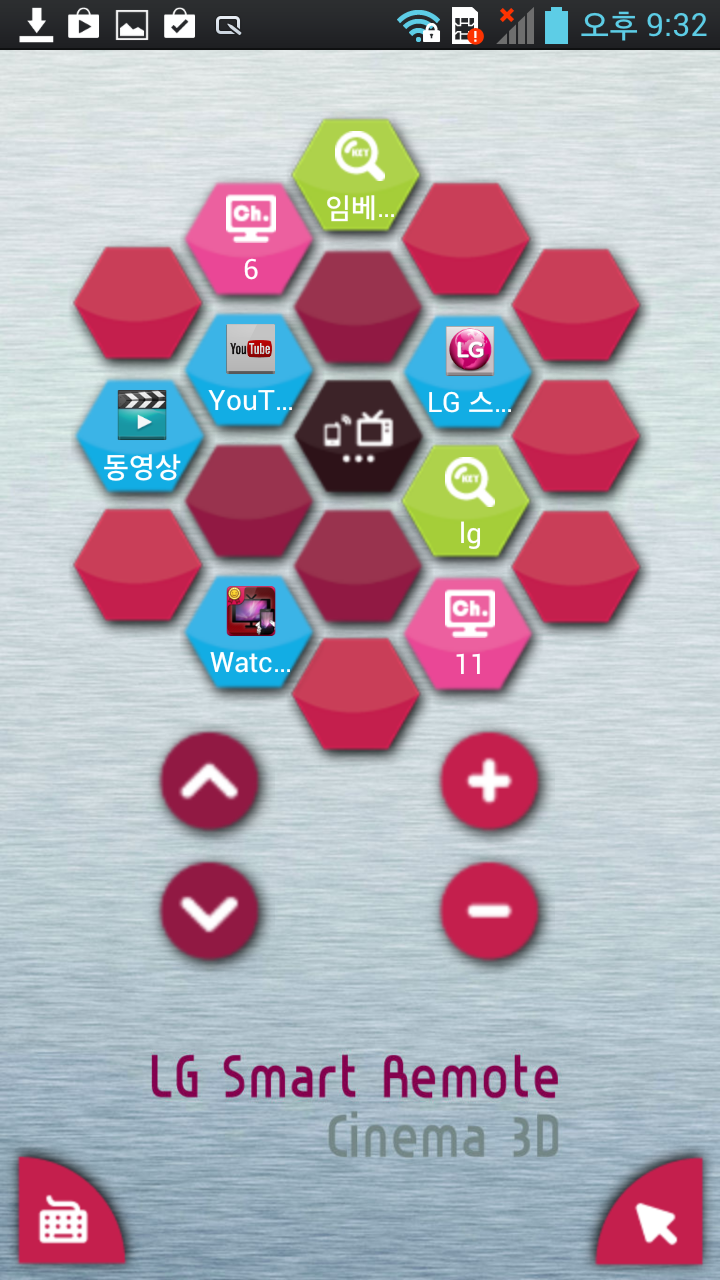 오후 9:32
KEY
임베...
Ch.
6
YouTube
YouT...
LG
LG 스...
동영상
KEY
lg
Watc...
Ch.
11
LG Smart Remote
Cinema 3D